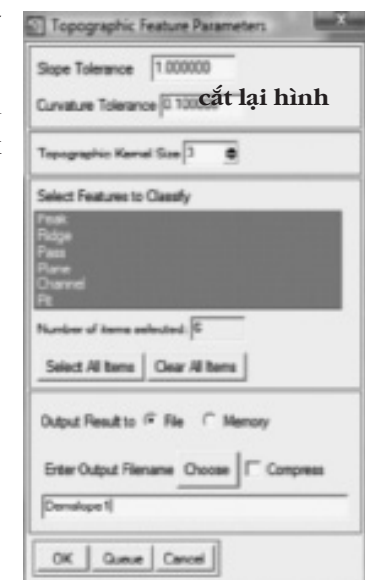 Topographic Feature Parameters
Slope Tolerance 1.000000
Curvature Tolerance 0.10000
cắt lại hình
Topographic Kernel Size 3
Select Features to Classify
Peak
Ridge
Pass
Plane
Channel
Pit
Number of items selected: 6
Select All Items Clear All Items
Output Result to File Memory
Enter Output Filename Choose Compress
Demslope1
OK Queue Cancel